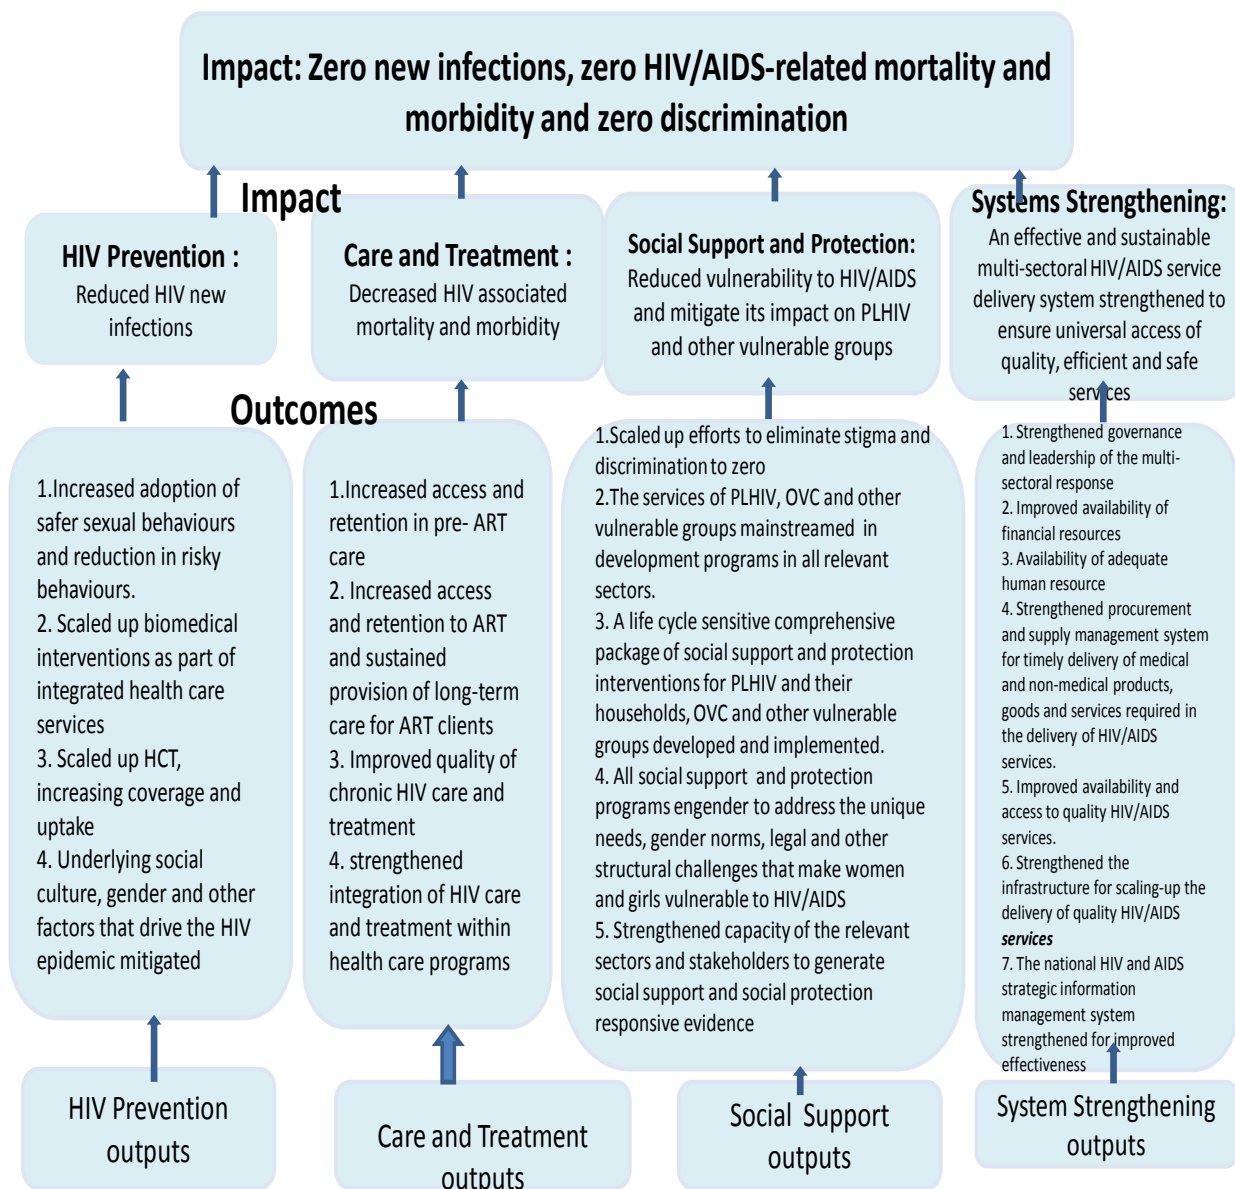 Impact: Zero new infections, zero HIV/AIDS-related mortality and
morbidity and zero discrimination
Impact
HIV Prevention :
Reduced HIV new
infections
Care and Treatment :
Decreased HIV associated
mortality and morbidity
Social Support and Protection:
Reduced vulnerability to HIV/AIDS
and mitigate its impact on PLHIV
and other vulnerable groups
Systems Strengthening:
An effective and sustainable
multi-sectoral HIV/AIDS service
delivery system strengthened to
ensure universal access of
quality, efficient and safe
services
Outcomes
1.Increased adoption of
safer sexual behaviours
and reduction in risky
behaviours.
2. Scaled up biomedical
interventions as part of
integrated health care
services
3. Scaled up HCT,
increasing coverage and
uptake
4. Underlying social
culture, gender and other
factors that drive the HIV
epidemic mitigated
1.Increased access and
retention in pre- ART
care
2. Increased access
and retention to ART
and sustained
provision of long-term
care for ART clients
3. Improved quality of
chronic HIV care and
treatment
4. strengthened
integration of HIV care
and treatment within
health care programs
1.Scaled up efforts to eliminate stigma and
discrimination to zero
2.The services of PLHIV, OVC and other
vulnerable groups mainstreamed in
development programs in all relevant
sectors.
3. A life cycle sensitive comprehensive
package of social support and protection
interventions for PLHIV and their
households, OVC and other vulnerable
groups developed and implemented.
4. All social support and protection
programs engender to address the unique
needs, gender norms, legal and other
structural challenges that make women
and girls vulnerable to HIV/AIDS
5. Strengthened capacity of the relevant
sectors and stakeholders to generate
social support and social protection
responsive evidence
1. Strengthened governance
and leadership of the multi-
sectoral response
2. Improved availability of
financial resources
3. Availability of adequate
human resource
4. Strengthened procurement
and supply management system
for timely delivery of medical
and non-medical products,
goods and services required in
the delivery of HIV/AIDS
services.
5. Improved availability and
access to quality HIV/AIDS
services.
6. Strengthened the
infrastructure for scaling-up the
delivery of quality HIV/AIDS
services
7. The national HIV and AIDS
strategic information
management system
strengthened for improved
effectiveness
HIV Prevention
outputs
Care and Treatment
outputs
Social Support
outputs
System Strengthening
outputs